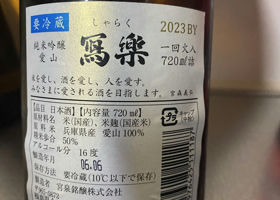 要冷蔵
しゃらく
2023BY
純米吟醸
愛山
寫樂
一回火入
720ml詰
米を愛し、酒を愛し、人を愛す。
みなさまに愛される酒を目指します。 宮森義弘
【品目 日本酒】【内容量 720ml】
原材料名 米(国産)、米麹(国産米)
原料米 兵庫県産 愛山100%
精米歩合 50%
アルコール分 16度
製造年月 06.06
保存方法 要冷蔵(10℃以下で保存)
製造者 宮泉銘醸株式会社
キャップ